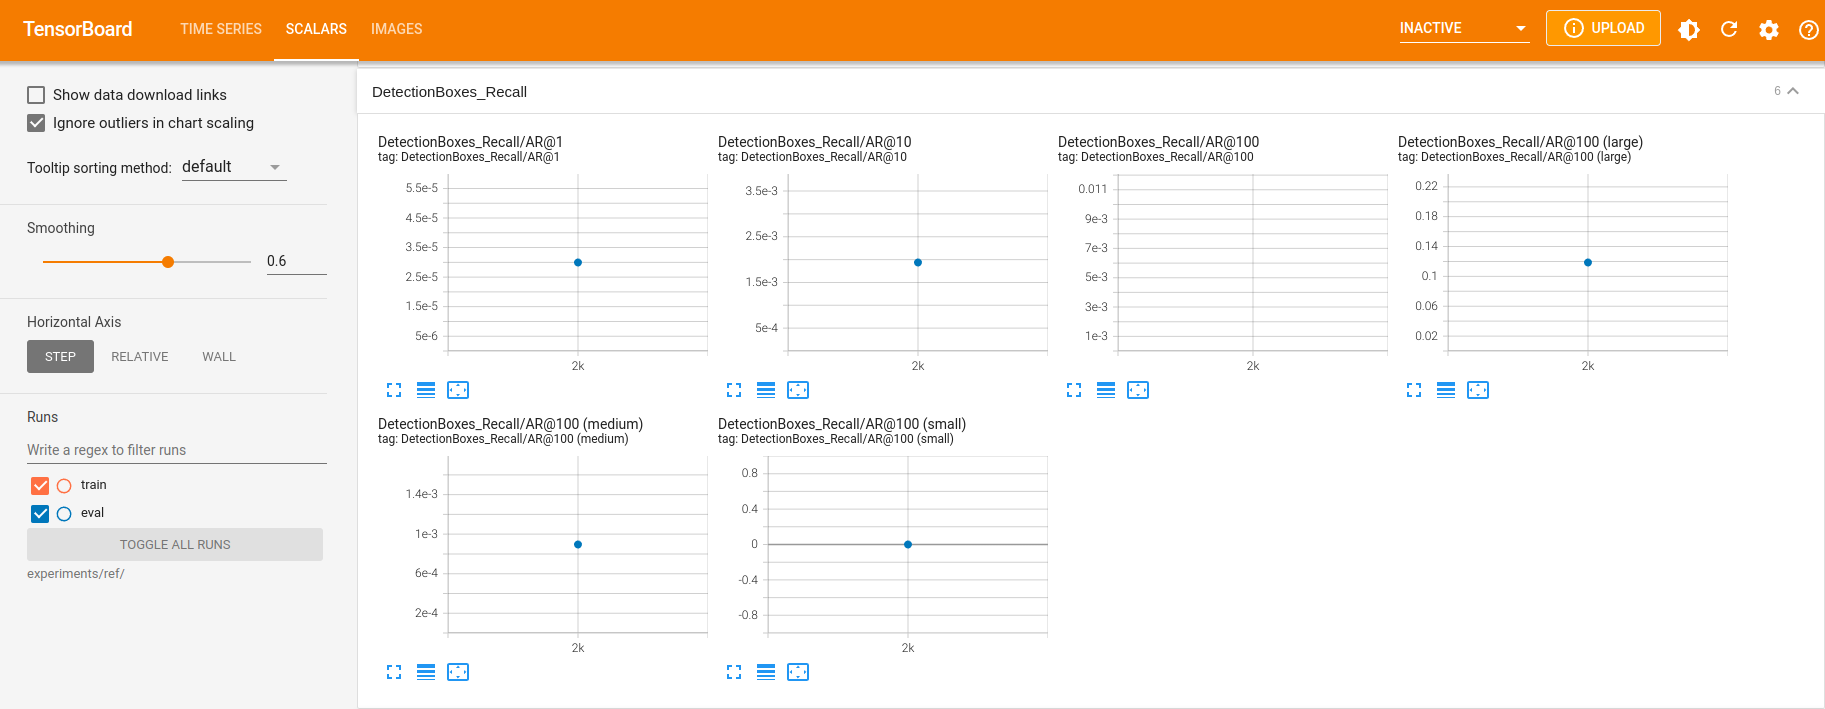 TensorBoard
TIME SERIES SCALARS IMAGES
INACTIVE
UPLOAD
Show data download links
Ignore outliers in chart scaling
Tooltip sorting method: default
Smoothing
0.6
Horizontal Axis
STEP RELATIVE WALL
Runs
Write a regex to filter runs
train
eval
TOGGLE ALL RUNS
experiments/ref/
DetectionBoxes_Recall
6
DetectionBoxes_Recall/AR@1
tag: DetectionBoxes_Recall/AR@1
5.5e-5
4.5e-5
3.5e-5
2.5e-5
1.5e-5
5e-6
2k
DetectionBoxes_Recall/AR@10
tag: DetectionBoxes_Recall/AR@10
3.5e-3
2.5e-3
1.5e-3
5e-4
2k
DetectionBoxes_Recall/AR@100
tag: DetectionBoxes_Recall/AR@100
0.011
9e-3
7e-3
5e-3
3e-3
1e-3
2k
DetectionBoxes_Recall/AR@100 (large)
tag: DetectionBoxes_Recall/AR@100 (large)
0.22
0.18
0.14
0.1
0.06
0.02
2k
DetectionBoxes_Recall/AR@100 (medium)
tag: DetectionBoxes_Recall/AR@100 (medium)
1.4e-3
1e-3
6e-4
2e-4
2k
DetectionBoxes_Recall/AR@100 (small)
tag: DetectionBoxes_Recall/AR@100 (small)
0.8
0.4
0
-0.4
-0.8
2k